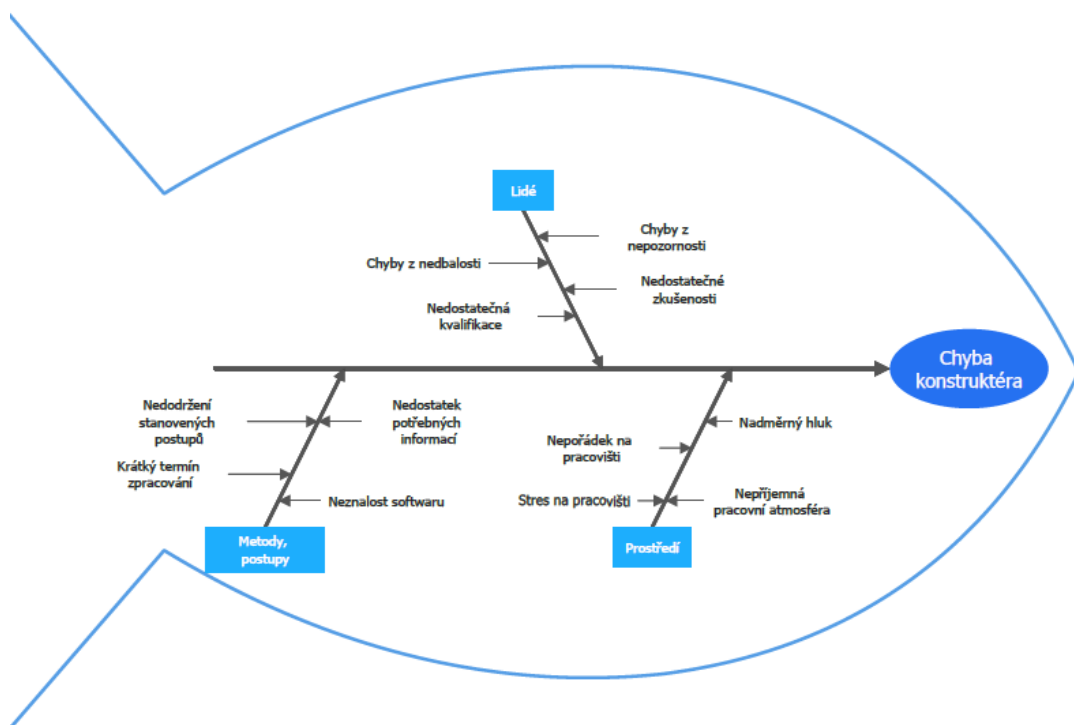 Lidé
Chyby z
nepozornosti
Chyby z nedbalosti
Nedostatečné
zkušenosti
Nedostatečná
kvalifikace
Chyba
konstruktéra
Nedodržení
stanovených
postupů
Nedostatek
potřebných
informací
Nadměrný hluk
Nepořádek na
pracovišti
Krátký termín
zpracování
Neznalost softwaru
Stres na pracovišti
Nepříjemná
pracovní atmosféra
Metody,
postupy
Prostředí